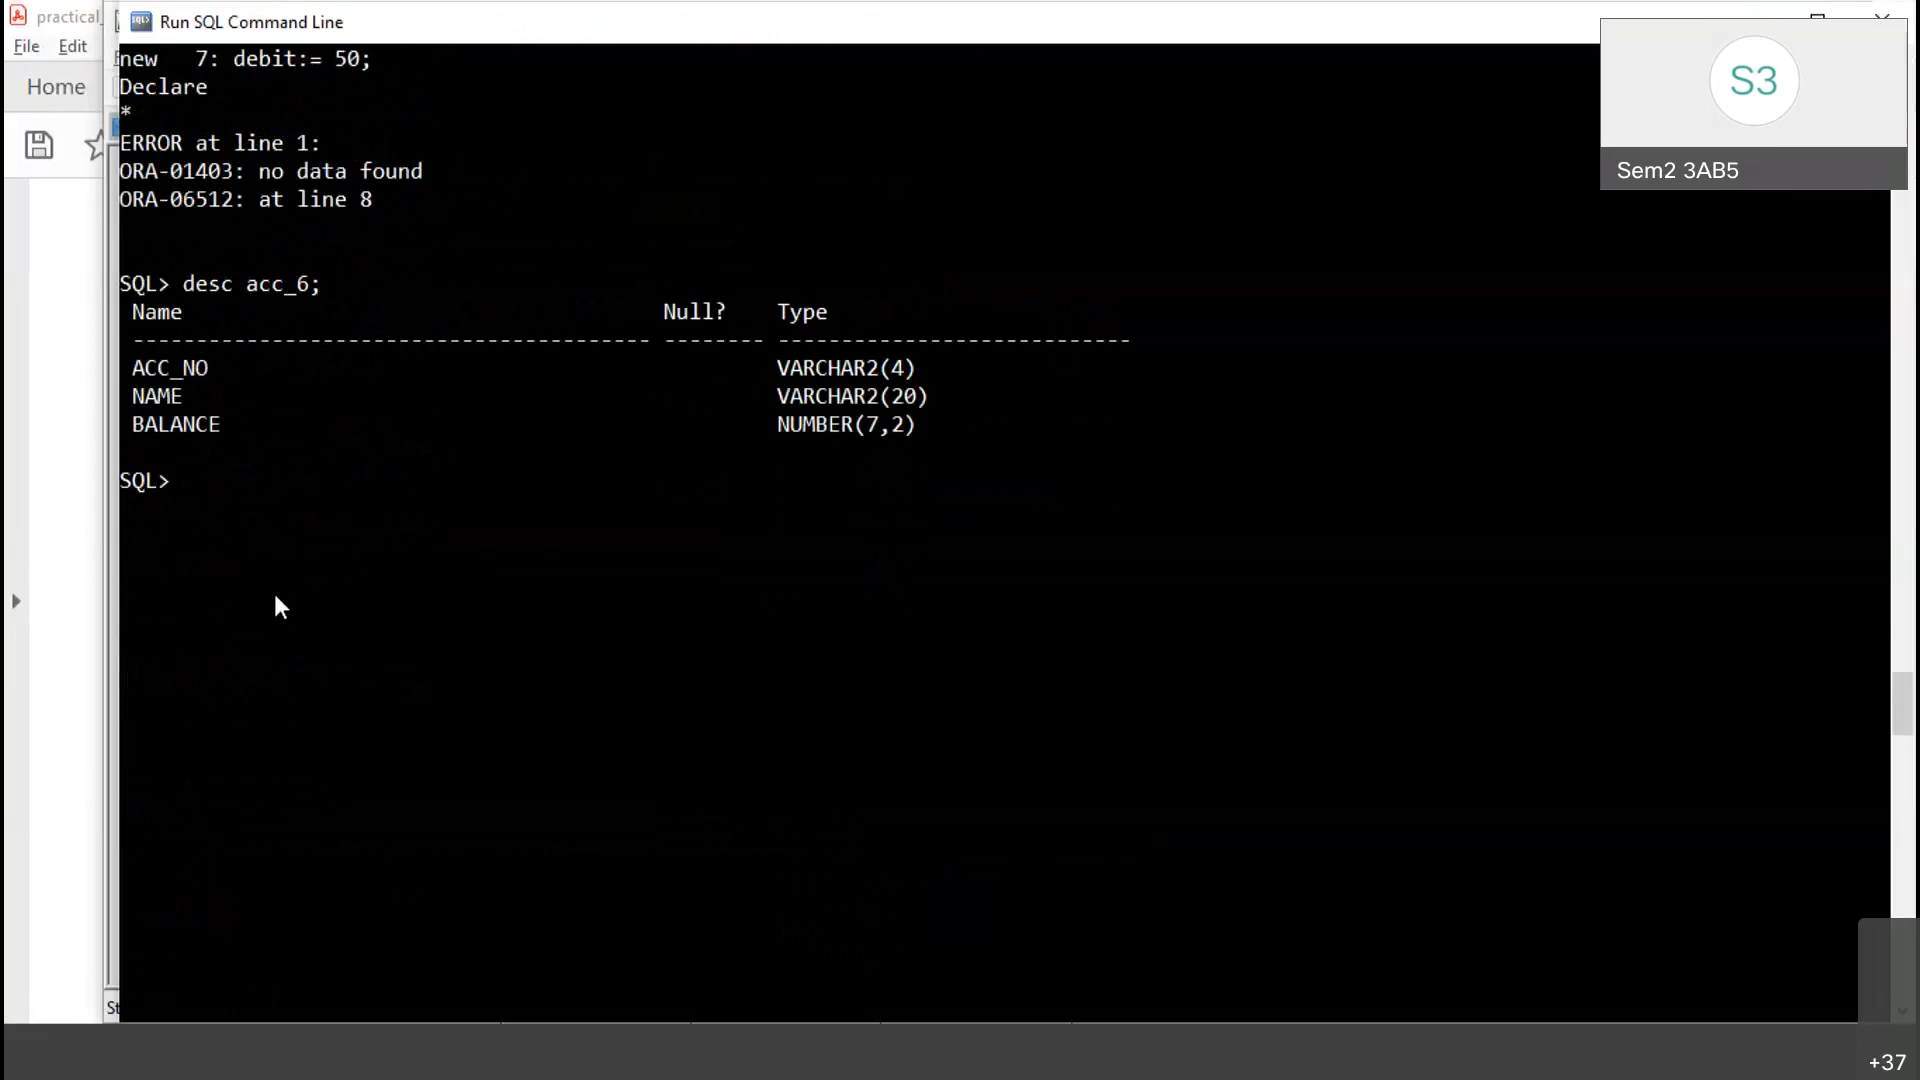 practical_
Run SQL Command Line
File Edit
Home
new   7: debit:= 50;
Declare
*
ERROR at line 1:
ORA-01403: no data found
ORA-06512: at line 8
SQL> desc acc_6;
Name Null? Type
----------------------------------------- -------- ----------------------------
ACC_NO VARCHAR2(4)
NAME VARCHAR2(20)
BALANCE NUMBER(7,2)
SQL>
S3
Sem2 3AB5
St
+37